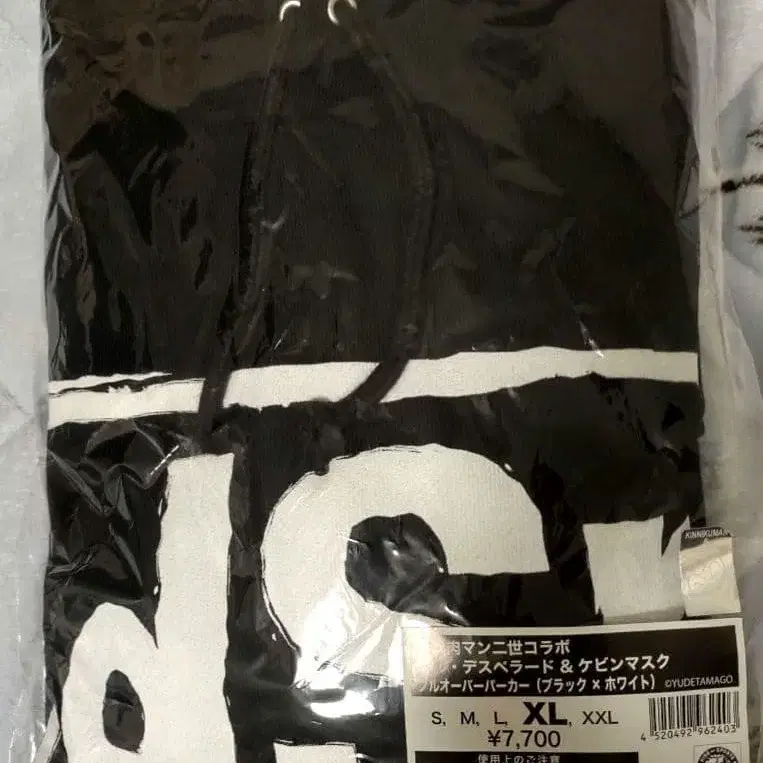 d.
KINNIKUMAN
肉マン二世コラボ
・デスペラード & ケビンマスク
プルオーバーパーカー (ブラック × ホワイト) ©YUDETAMAGO
S, M, L, XL, XXL
¥7,700
4 520492 962403
使用上のご注意